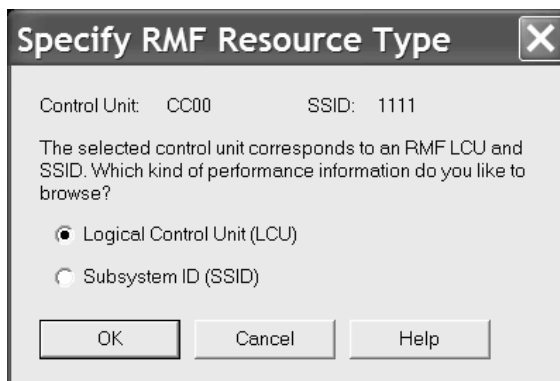 Specify RMF Resource Type
Control Unit: CC00 SSID: 1111
The selected control unit corresponds to an RMF LCU and
SSID. Which kind of performance information do you like to
browse?
Logical Control Unit (LCU)
Subsystem ID (SSID)
OK Cancel Help